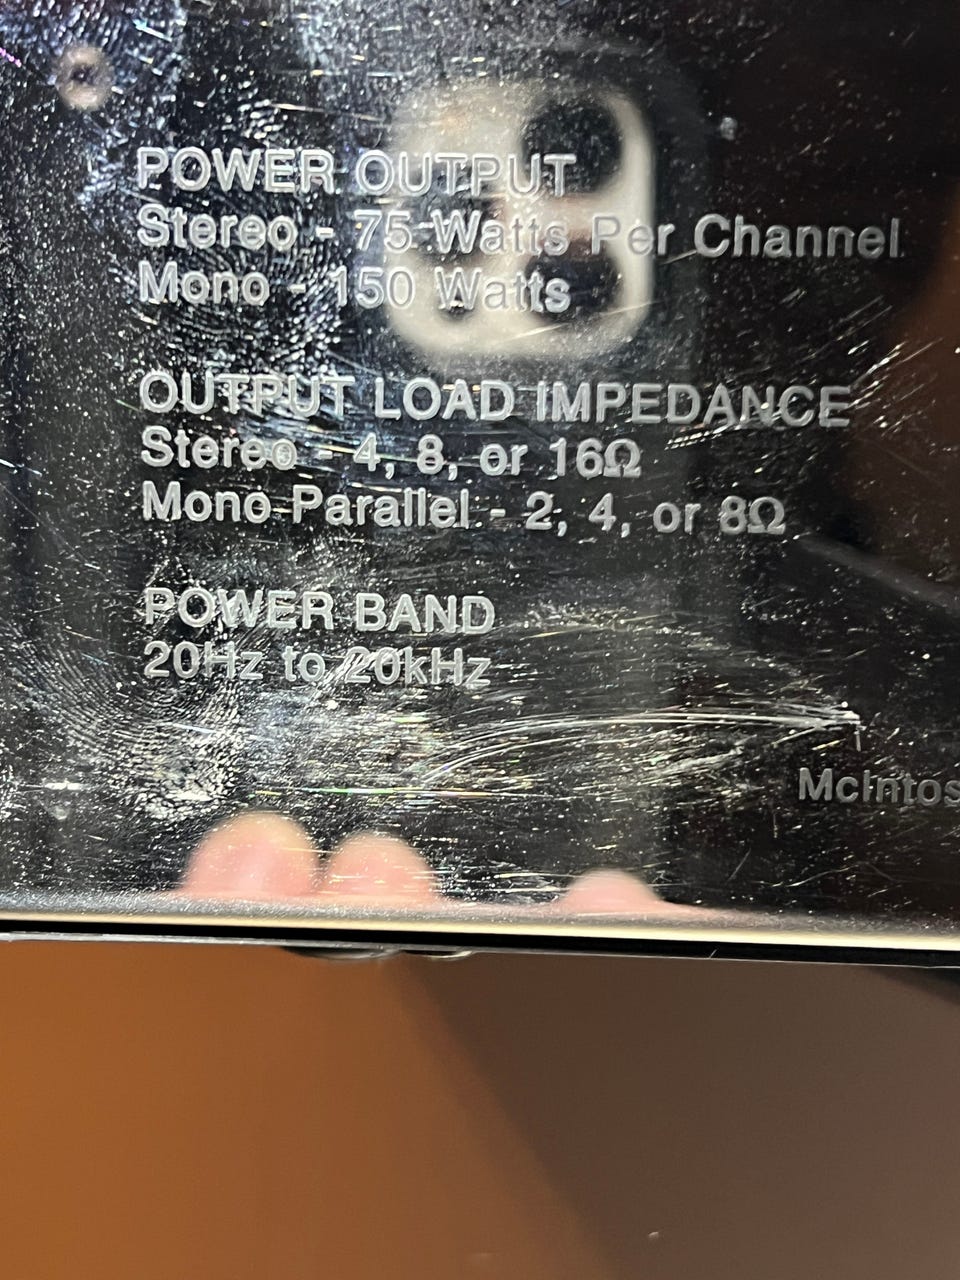 POWER OUTPUT
Stereo - 75 Watts Per Channel
Mono - 150 Watts
OUTPUT LOAD IMPEDANCE
Stereo - 4, 8, or 16Ω
Mono Parallel - 2, 4, or 8Ω
POWER BAND
20Hz to 20kHz
McIntos